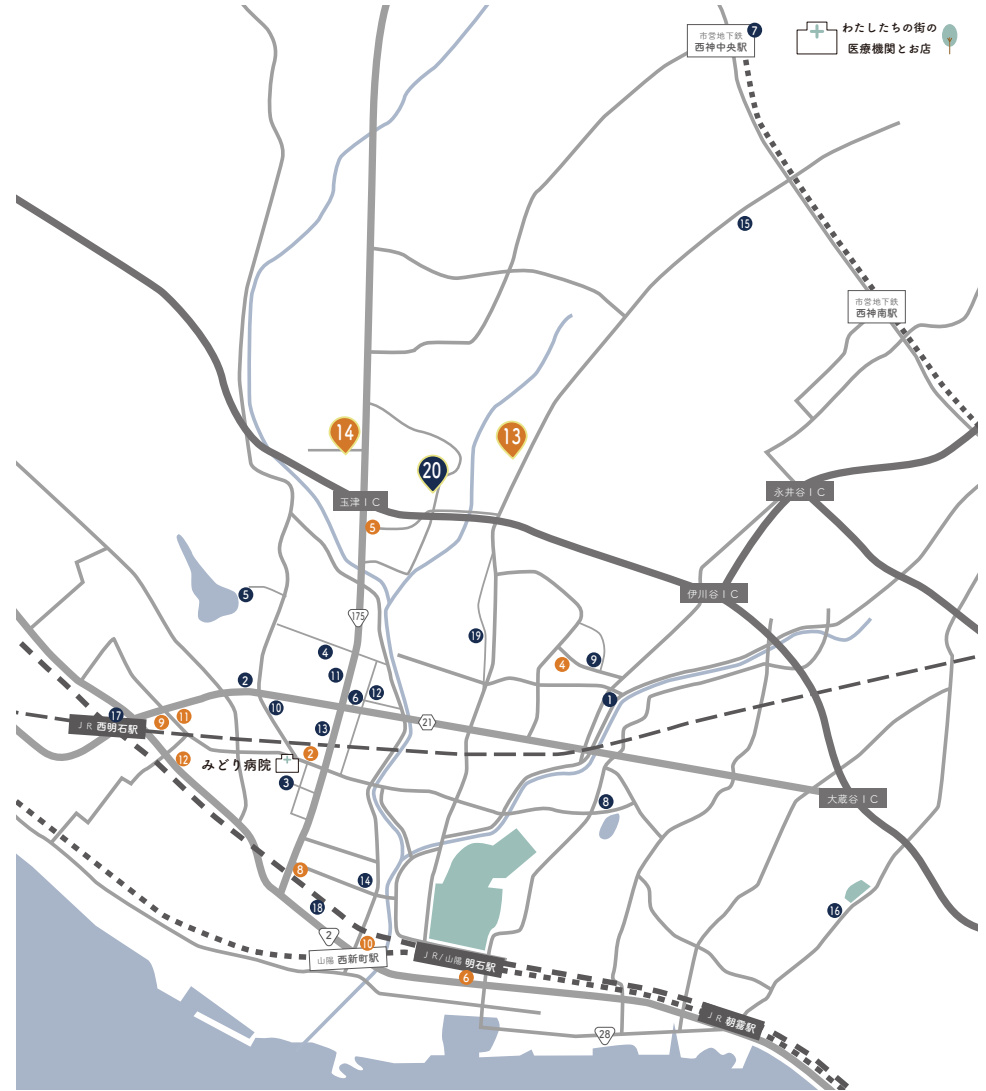 市営地下鉄
西神中央駅
7
わたしたちの街の
医療機関とお店
15
市営地下鉄
西神南駅
14
13
20
玉津IC
永井谷IC
5
伊川谷IC
5
175
19
4
9
4
11
2
6
12
1
10
17
JR 西明石駅
9
11
21
13
2
12
みどり病院
3
8
大蔵谷IC
8
14
18
16
2
10
山陽 西新町駅
JR/山陽 明石駅
6
JR 朝霧駅
28